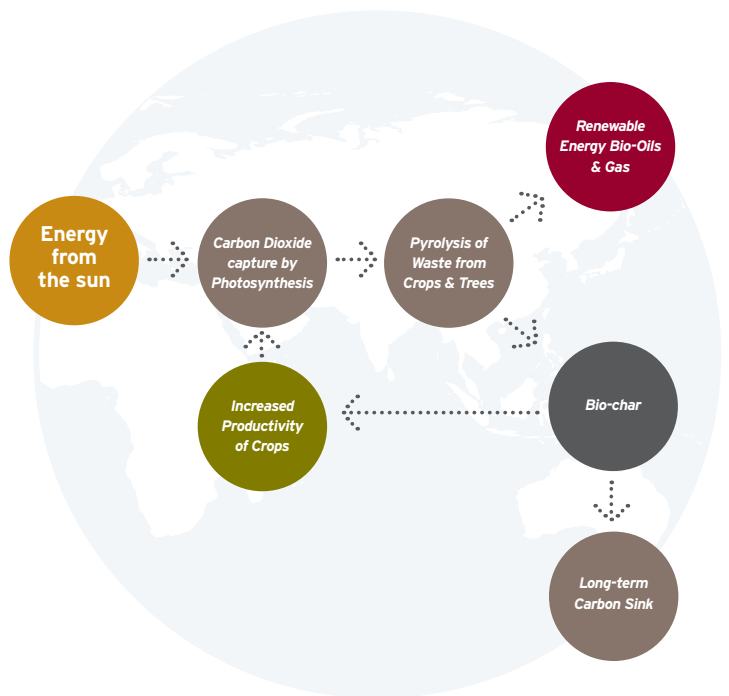 Renewable
Energy Bio-Oils
& Gas
Energy
from
the sun
Carbon Dioxide
capture by
Photosynthesis
Pyrolysis of
Waste from
Crops & Trees
Increased
Productivity
of Crops
Bio-char
Long-term
Carbon Sink